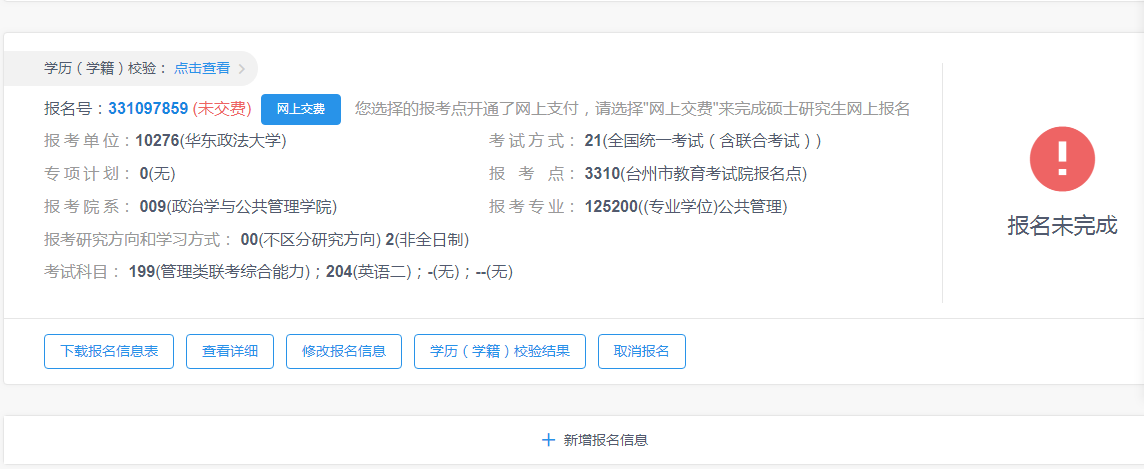 学历（学籍）校验： 点击查看 >
报名号：331097859 (未交费) 网上交费 您选择的报考点开通了网上支付，请选择"网上交费"来完成硕士研究生网上报名
报考单位：10276(华东政法大学) 考试方式：21(全国统一考试（含联合考试）)
专项计划：0(无) 报 考 点：3310(台州市教育考试院报名点)
报考院系：009(政治学与公共管理学院) 报考专业：125200((专业学位)公共管理)
报考研究方向和学习方式：00(不区分研究方向) 2(非全日制)
考试科目：199(管理类联考综合能力)；204(英语二)；-(无)；--(无)
!
报名未完成
下载报名信息表 查看详细 修改报名信息 学历（学籍）校验结果 取消报名
+ 新增报名信息